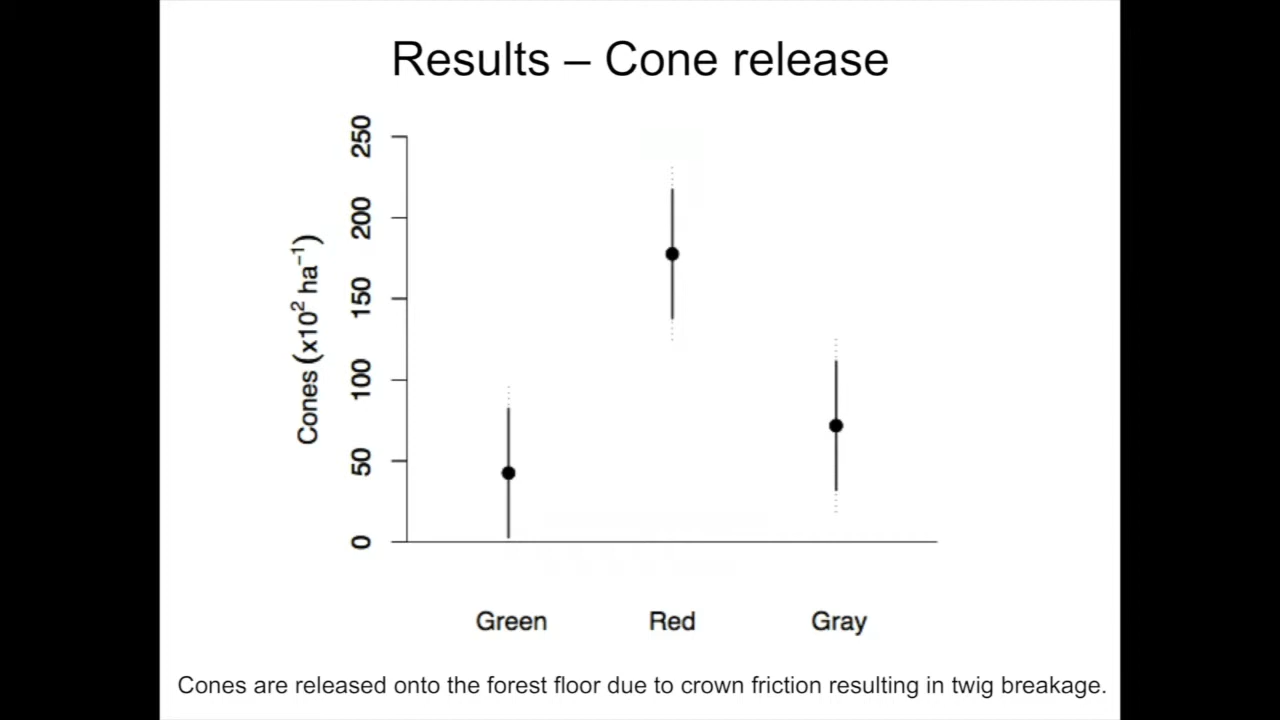 Results – Cone release
250
200
150
100
50
0
Cones (x10² ha⁻¹)
Green Red Gray
Cones are released onto the forest floor due to crown friction resulting in twig breakage.